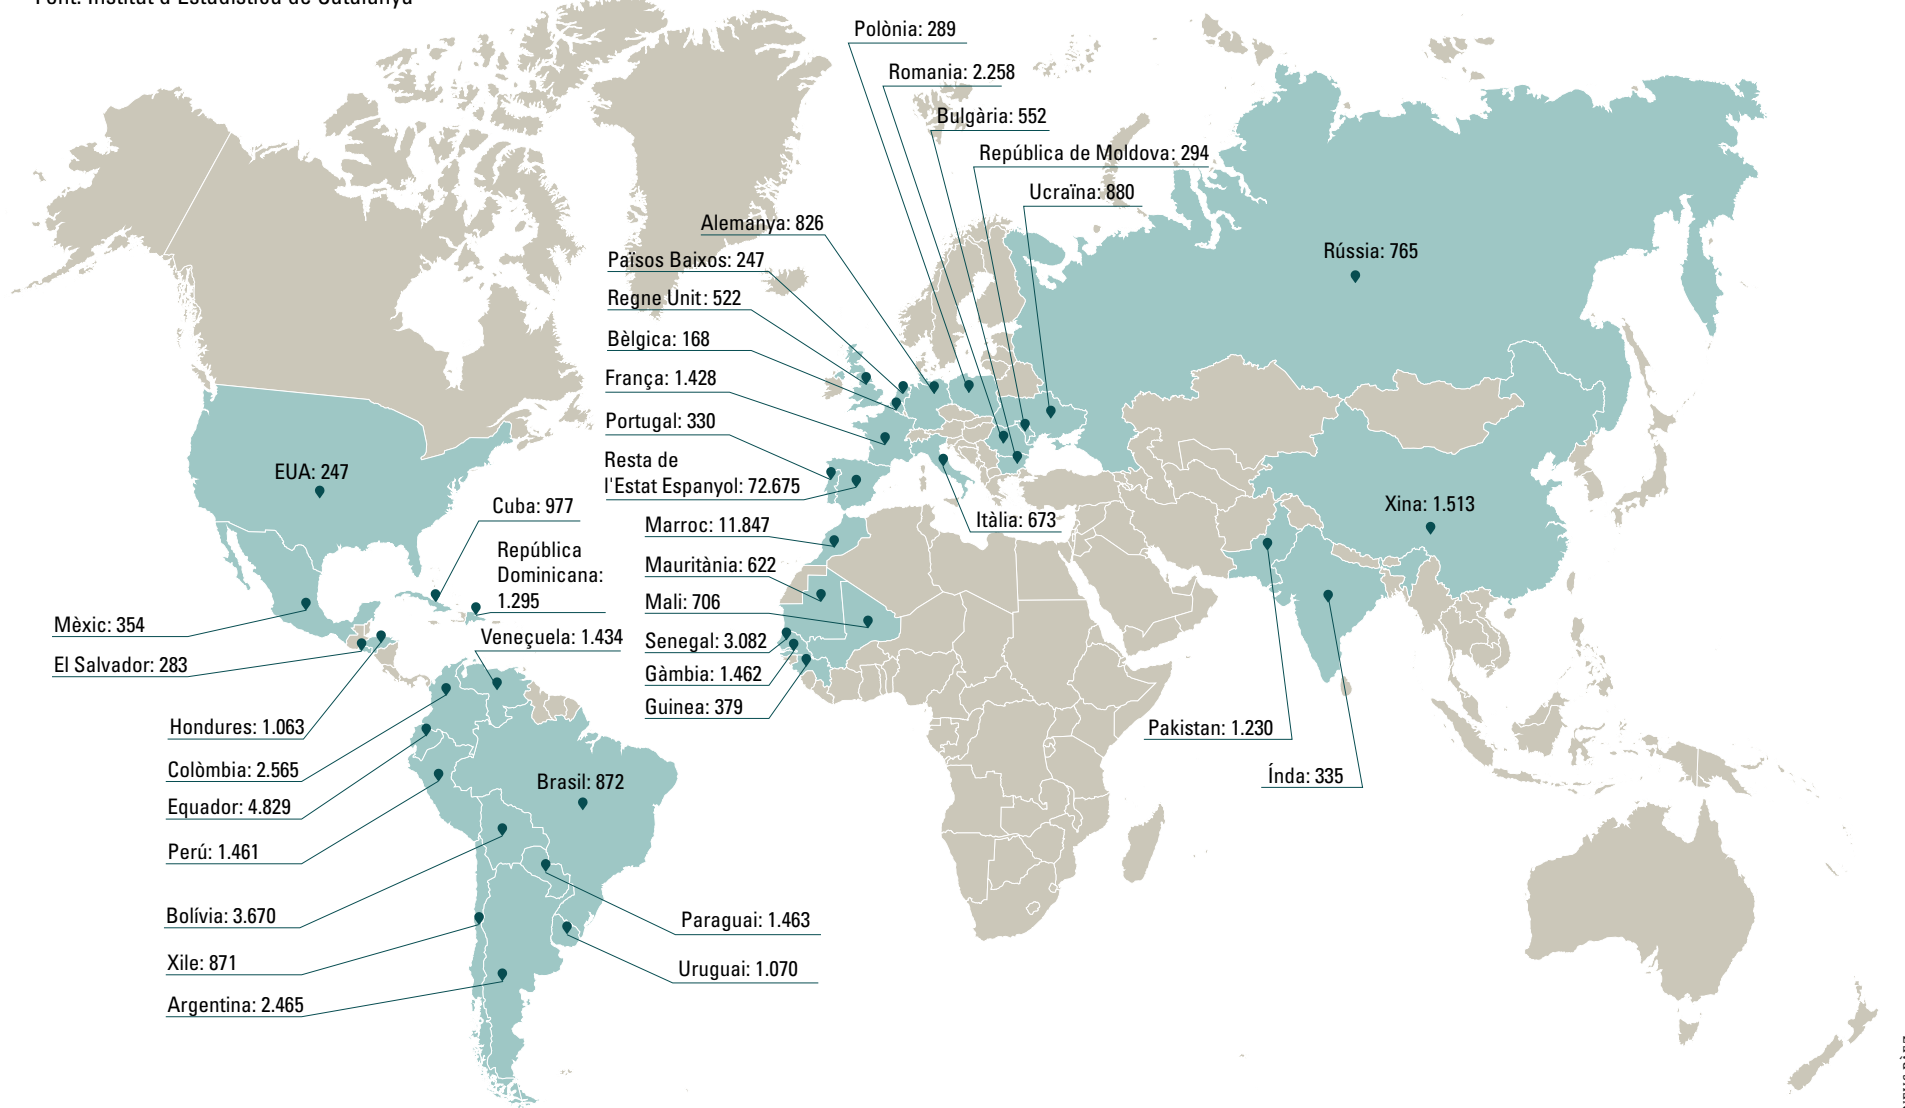 Font: Institut d'Estadística de Catalunya
Polònia: 289
Romania: 2.258
Bulgària: 552
República de Moldova: 294
Ucraïna: 880
Alemanya: 826
Països Baixos: 247
Regne Unit: 522
Bèlgica: 168
França: 1.428
Portugal: 330
Resta de
l'Estat Espanyol: 72.675
Itàlia: 673
Rússia: 765
Xina: 1.513
Pakistan: 1.230
Índa: 335
Marroc: 11.847
Mauritània: 622
Mali: 706
Senegal: 3.082
Gàmbia: 1.462
Guinea: 379
EUA: 247
Cuba: 977
República
Dominicana:
1.295
Veneçuela: 1.434
Mèxic: 354
El Salvador: 283
Hondures: 1.063
Colòmbia: 2.565
Equador: 4.829
Perú: 1.461
Brasil: 872
Bolívia: 3.670
Xile: 871
Argentina: 2.465
Paraguai: 1.463
Uruguai: 1.070